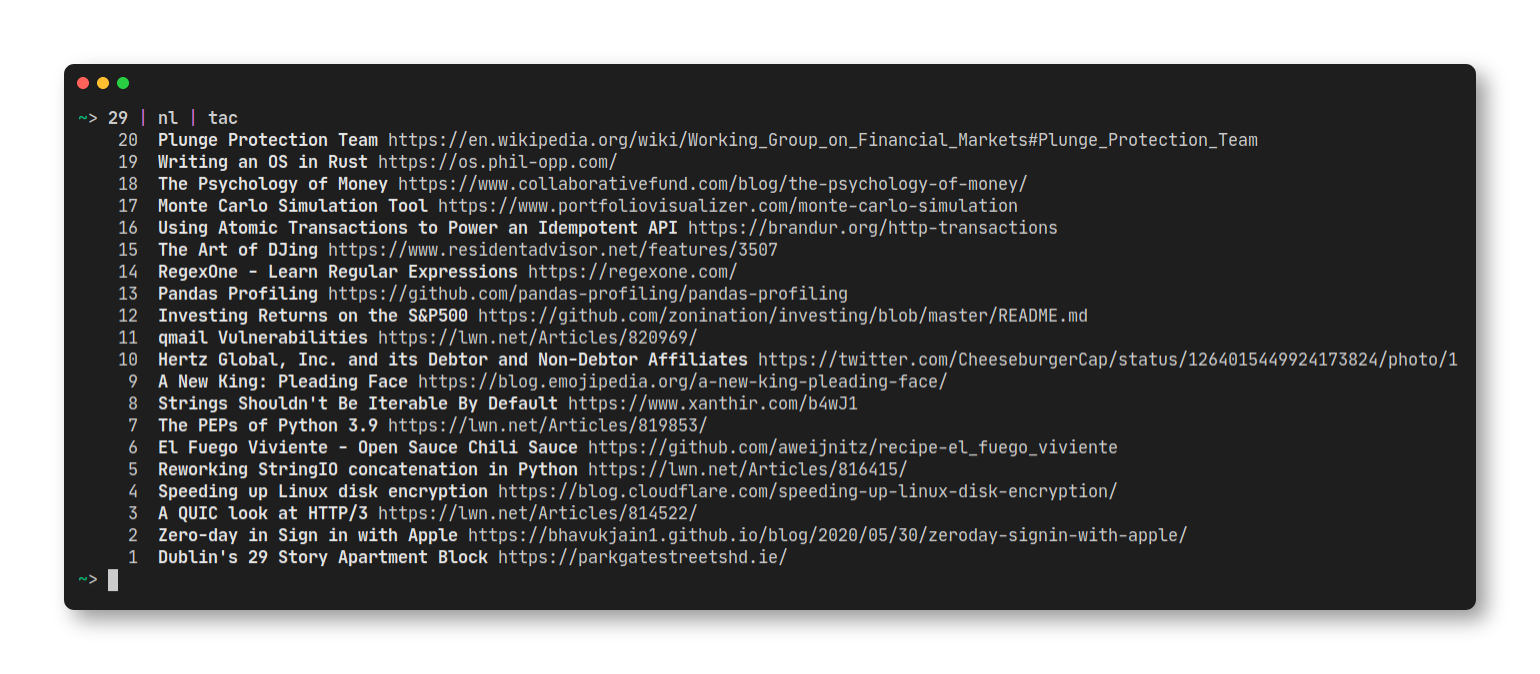 ~> 29 | nl | tac
20 Plunge Protection Team https://en.wikipedia.org/wiki/Working_Group_on_Financial_Markets#Plunge_Protection_Team
19 Writing an OS in Rust https://os.phil-opp.com/
18 The Psychology of Money https://www.collaborativefund.com/blog/the-psychology-of-money/
17 Monte Carlo Simulation Tool https://www.portfoliovisualizer.com/monte-carlo-simulation
16 Using Atomic Transactions to Power an Idempotent API https://brandur.org/http-transactions
15 The Art of DJing https://www.residentadvisor.net/features/3507
14 RegexOne - Learn Regular Expressions https://regexone.com/
13 Pandas Profiling https://github.com/pandas-profiling/pandas-profiling
12 Investing Returns on the S&P500 https://github.com/zonination/investing/blob/master/README.md
11 qmail Vulnerabilities https://lwn.net/Articles/820969/
10 Hertz Global, Inc. and its Debtor and Non-Debtor Affiliates https://twitter.com/CheeseburgerCap/status/1264015449924173824/photo/1
9 A New King: Pleading Face https://blog.emojipedia.org/a-new-king-pleading-face/
8 Strings Shouldn't Be Iterable By Default https://www.xanthir.com/b4wJ1
7 The PEPs of Python 3.9 https://lwn.net/Articles/819853/
6 El Fuego Viviente - Open Sauce Chili Sauce https://github.com/aweijnitz/recipe-el_fuego_viviente
5 Reworking StringIO concatenation in Python https://lwn.net/Articles/816415/
4 Speeding up Linux disk encryption https://blog.cloudflare.com/speeding-up-linux-disk-encryption/
3 A QUIC look at HTTP/3 https://lwn.net/Articles/814522/
2 Zero-day in Sign in with Apple https://bhavukjain1.github.io/blog/2020/05/30/zeroday-signin-with-apple/
1 Dublin's 29 Story Apartment Block https://parkgatestreetshd.ie/
~>